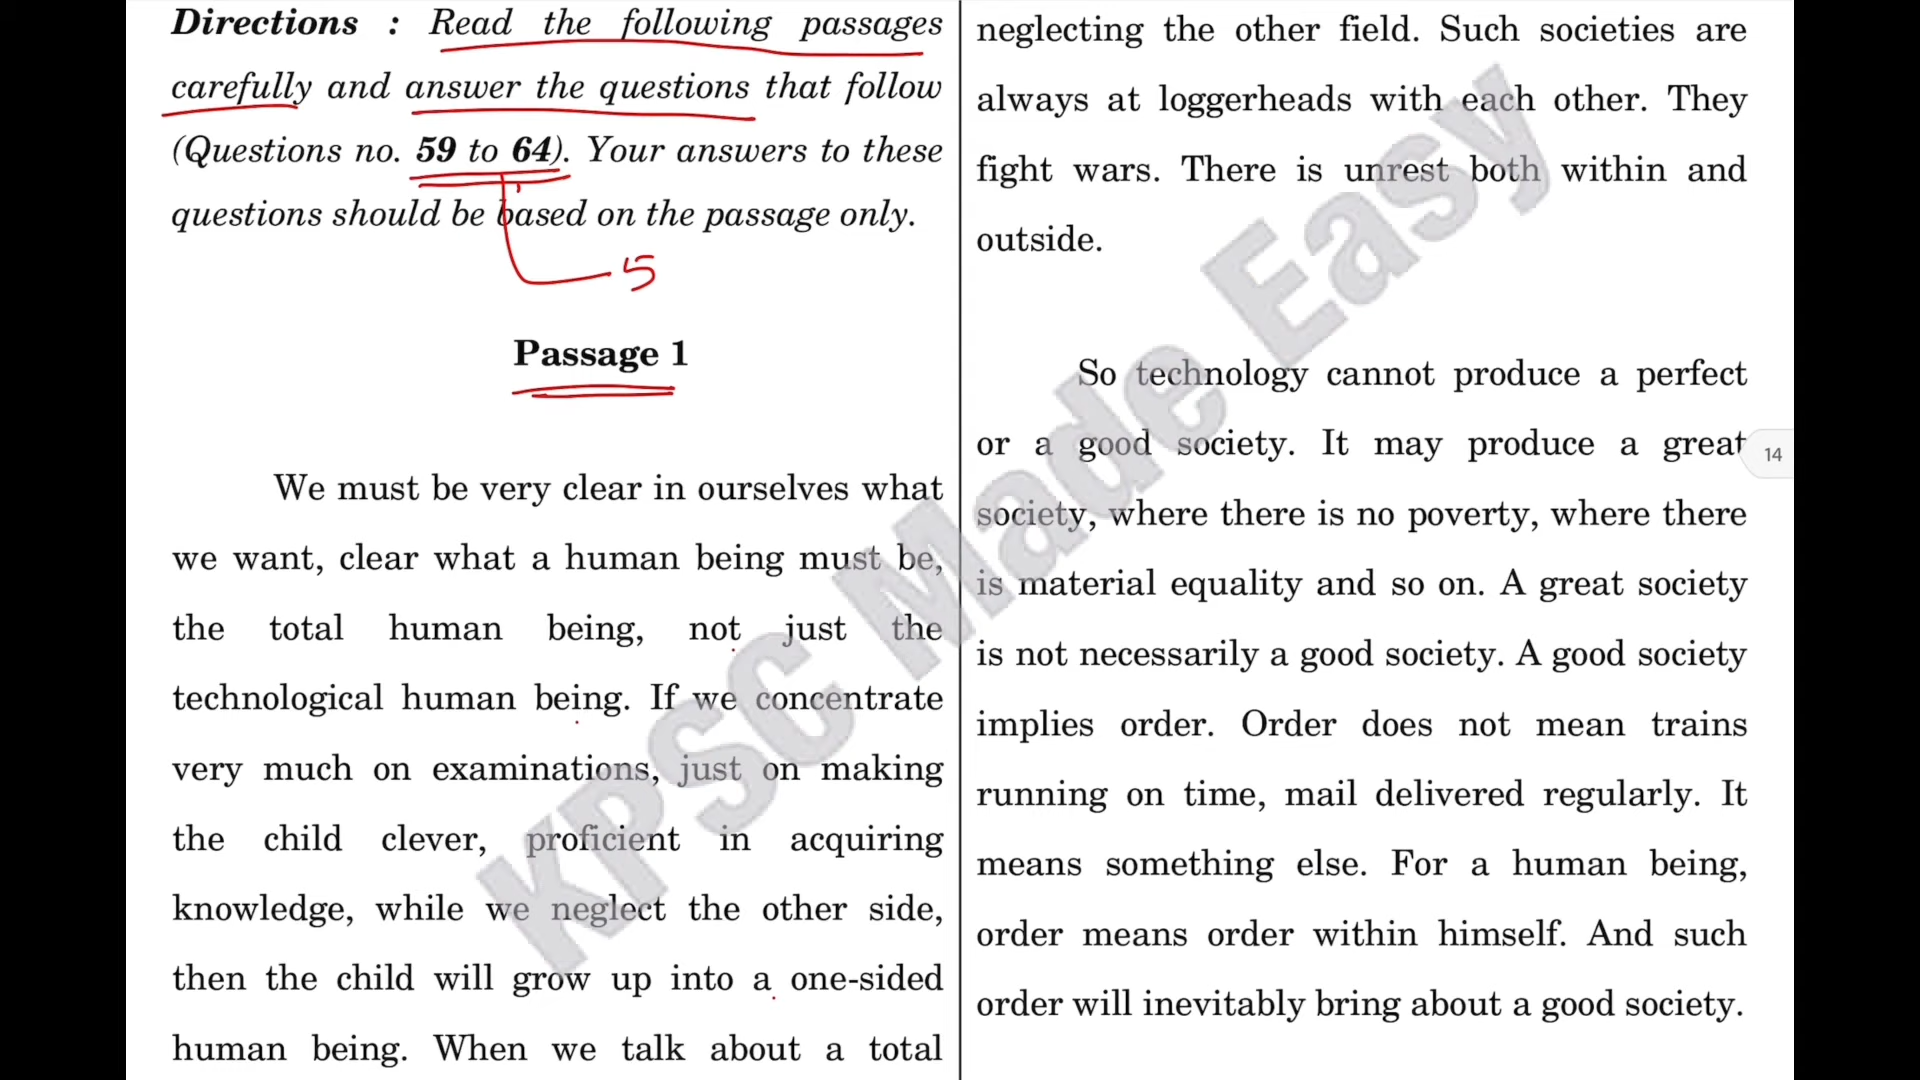 Directions : Read the following passages
carefully and answer the questions that follow
(Questions no. 59 to 64). Your answers to these
questions should be based on the passage only.
5
Passage 1
We must be very clear in ourselves what
we want, clear what a human being must be,
the total human being, not just the
technological human being. If we concentrate
very much on examinations, just on making
the child clever, proficient in acquiring
knowledge, while we neglect the other side,
then the child will grow up into a one-sided
human being. When we talk about a total
neglecting the other field. Such societies are
always at loggerheads with each other. They
fight wars. There is unrest both within and
outside.
So technology cannot produce a perfect
or a good society. It may produce a great
society, where there is no poverty, where there
is material equality and so on. A great society
is not necessarily a good society. A good society
implies order. Order does not mean trains
running on time, mail delivered regularly. It
means something else. For a human being,
order means order within himself. And such
order will inevitably bring about a good society.
14
KPSC Made Easy